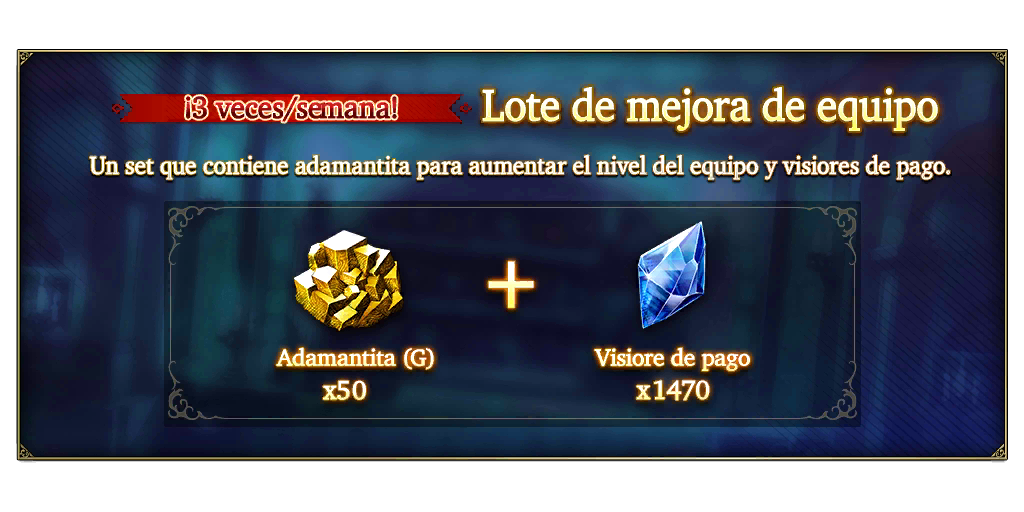 ¡3 veces/semana!
Lote de mejora de equipo
Un set que contiene adamantita para aumentar el nivel del equipo y visiores de pago.
+
Adamantita (G)
x50
Visiore de pago
x1470